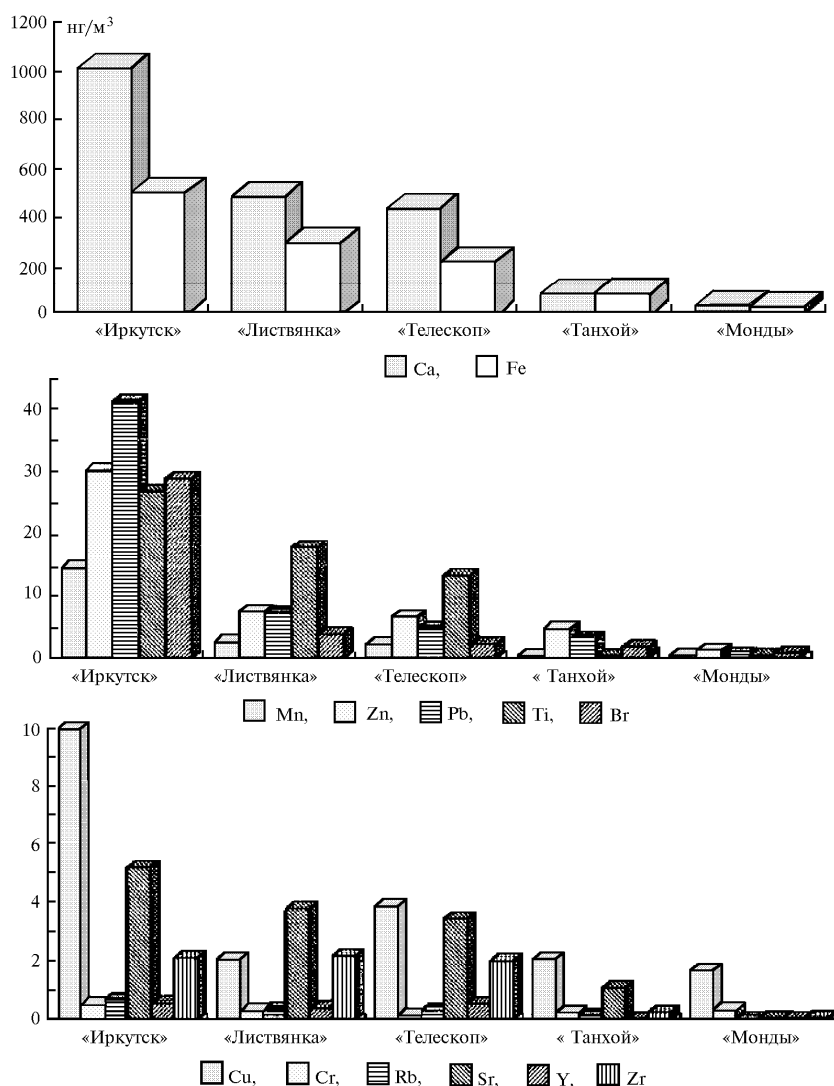 1200
нг/м³
1000
800
600
400
200
0
«Иркутск» «Листвянка» «Телескоп» «Танхой» «Монды»
Ca, Fe
40
30
20
10
0
«Иркутск» «Листвянка» «Телескоп» « Танхой» «Монды»
Mn, Zn, Pb, Ti, Br
10
8
6
4
2
0
«Иркутск» «Листвянка» «Телескоп» « Танхой» «Монды»
Cu, Cr, Rb, Sr, Y, Zr